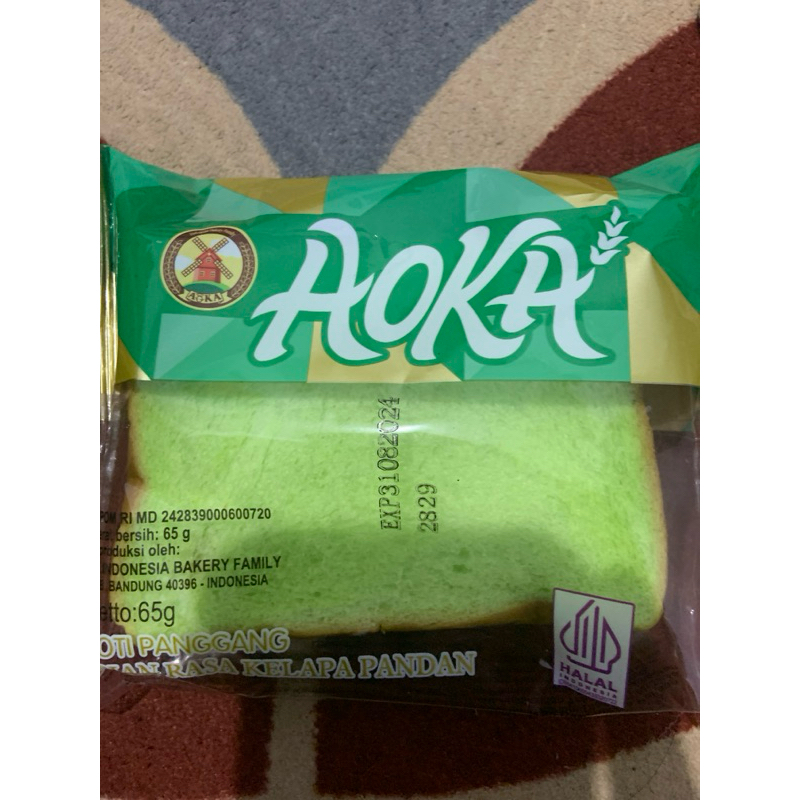 AOKA
AOKA
EXP31082024
2829
POM RI MD 242839000600720
bersih: 65 g
oduksi oleh:
INDONESIA BAKERY FAMILY
BANDUNG 40396 - INDONESIA
etto:65g
OTI PANGGANG
RASA KELAPA PANDAN
HALAL
INDONESIA